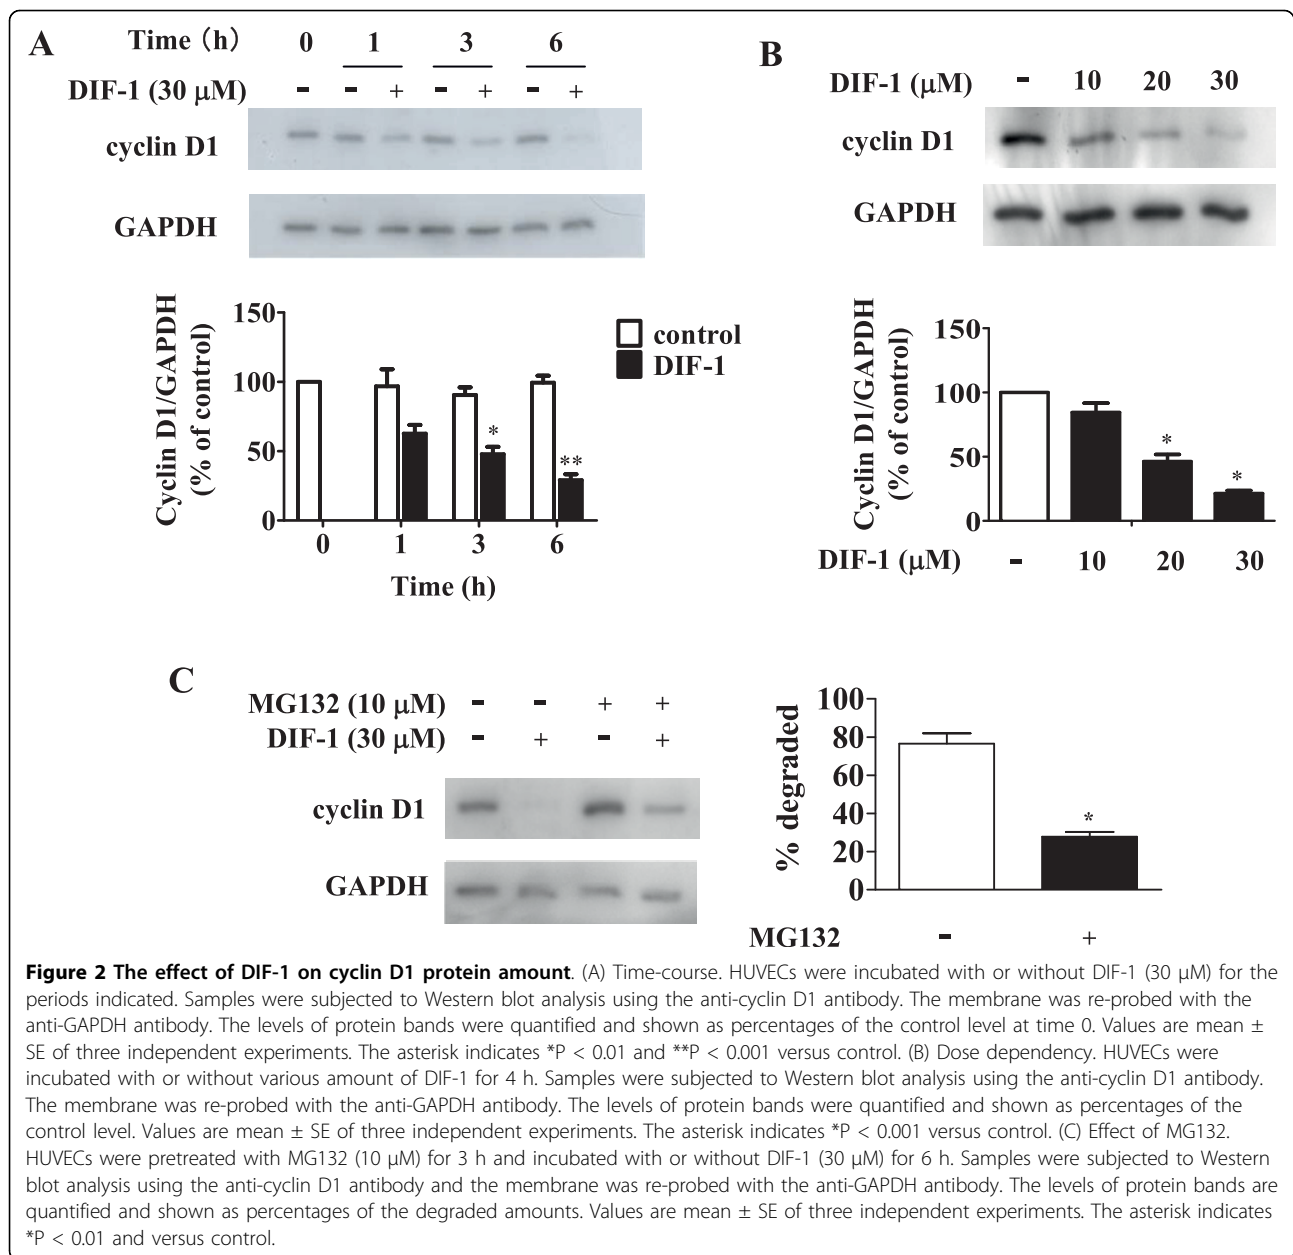 A
Time (h) 0 1 3 6
DIF-1 (30 μM) - - + - + - +
cyclin D1
GAPDH
Cyclin D1/GAPDH
(% of control)
150
100
50
0
control
DIF-1
*
**
0 1 3 6
Time (h)
B
DIF-1 (μM) - 10 20 30
cyclin D1
GAPDH
Cyclin D1/GAPDH
(% of control)
150
100
50
0
*
*
DIF-1 (μM) - 10 20 30
C
MG132 (10 μM) - - + +
DIF-1 (30 μM) - + - +
cyclin D1
GAPDH
% degraded
100
80
60
40
20
0
*
MG132 - +
Figure 2 The effect of DIF-1 on cyclin D1 protein amount. (A) Time-course. HUVECs were incubated with or without DIF-1 (30 μM) for the
periods indicated. Samples were subjected to Western blot analysis using the anti-cyclin D1 antibody. The membrane was re-probed with the
anti-GAPDH antibody. The levels of protein bands were quantified and shown as percentages of the control level at time 0. Values are mean ±
SE of three independent experiments. The asterisk indicates *P < 0.01 and **P < 0.001 versus control. (B) Dose dependency. HUVECs were
incubated with or without various amount of DIF-1 for 4 h. Samples were subjected to Western blot analysis using the anti-cyclin D1 antibody.
The membrane was re-probed with the anti-GAPDH antibody. The levels of protein bands were quantified and shown as percentages of the
control level. Values are mean ± SE of three independent experiments. The asterisk indicates *P < 0.001 versus control. (C) Effect of MG132.
HUVECs were pretreated with MG132 (10 μM) for 3 h and incubated with or without DIF-1 (30 μM) for 6 h. Samples were subjected to Western
blot analysis using the anti-cyclin D1 antibody and the membrane was re-probed with the anti-GAPDH antibody. The levels of protein bands are
quantified and shown as percentages of the degraded amounts. Values are mean ± SE of three independent experiments. The asterisk indicates
*P < 0.01 and versus control.